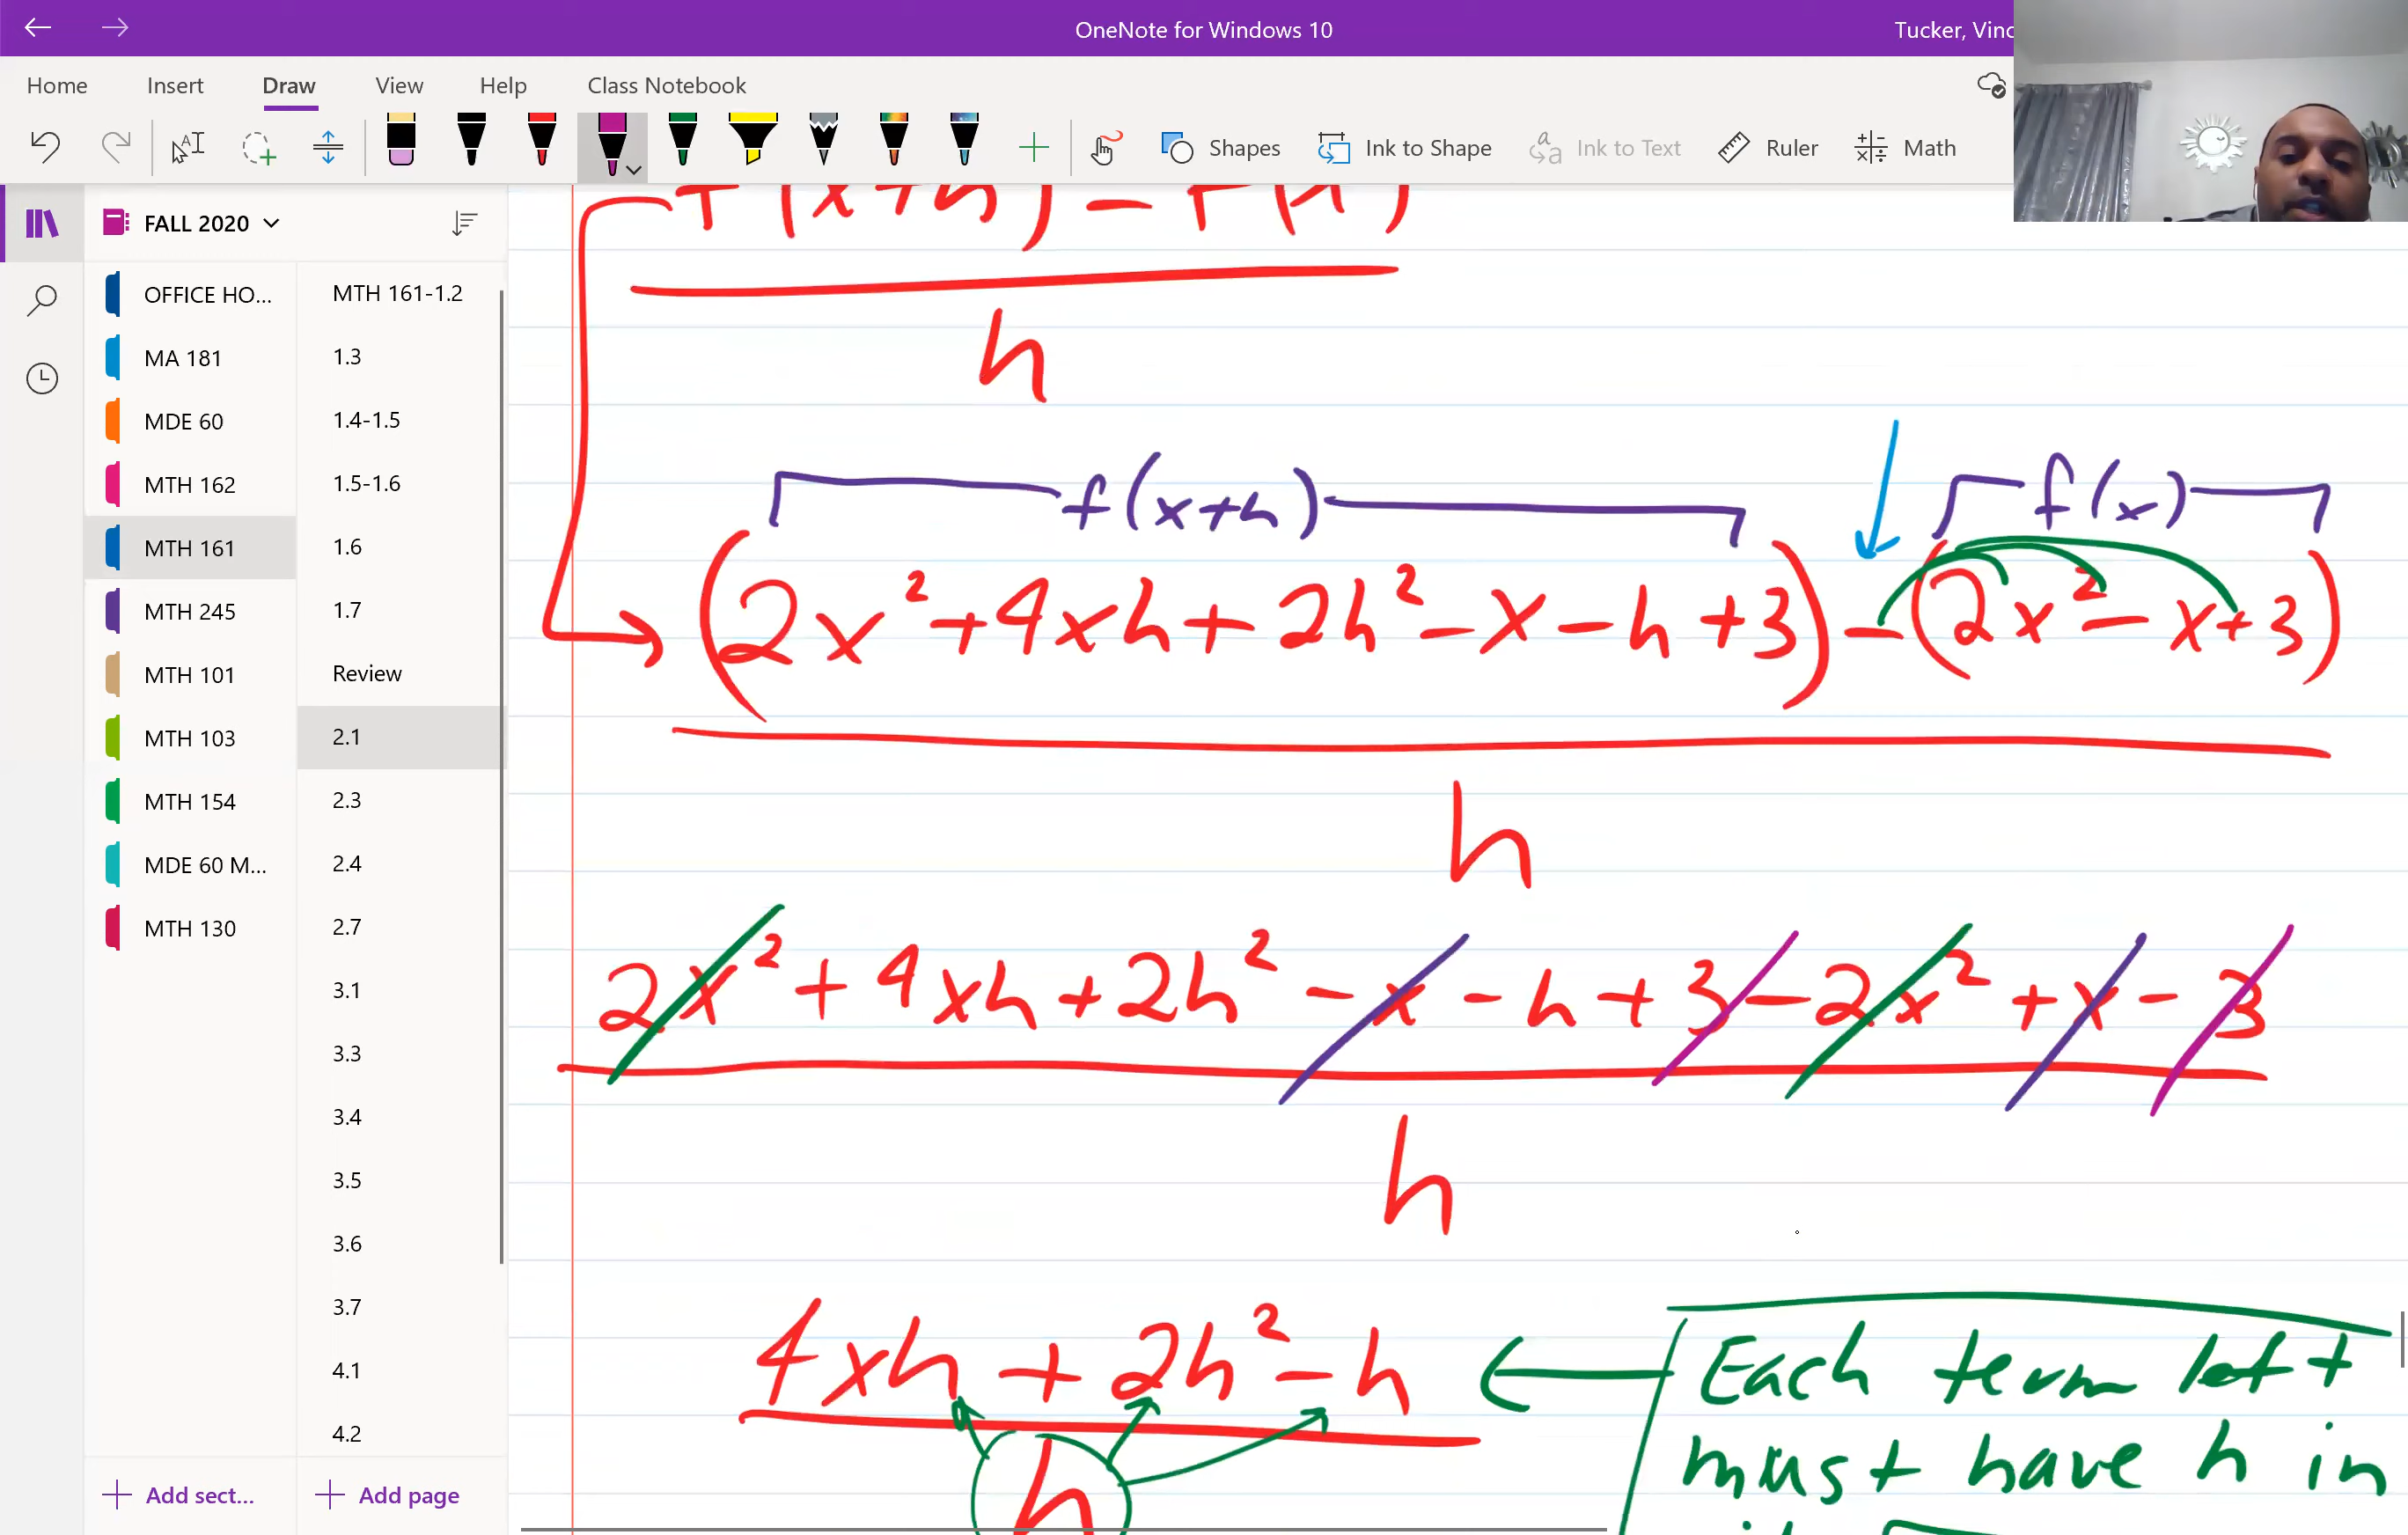 OneNote for Windows 10
Tucker, Vinc
Home Insert Draw View Help Class Notebook
Shapes Ink to Shape Ink to Text Ruler Math
FALL 2020
OFFICE HO...
MA 181
MDE 60
MTH 162
MTH 161
MTH 245
MTH 101
MTH 103
MTH 154
MDE 60 M...
MTH 130
Add sect...
MTH 161-1.2
1.3
1.4-1.5
1.5-1.6
1.6
1.7
Review
2.1
2.3
2.4
2.7
3.1
3.3
3.4
3.5
3.6
3.7
4.1
4.2
Add page
f(x+h) - f(x)
h
f(x+h) f(x)
(2x²+4xh+2h²-x-h+3)-(2x²-x+3)
h
2x²+4xh+2h²-x-h+3-2x²+x-3
h
4xh+2h²-h
h
Each term left
must have h in